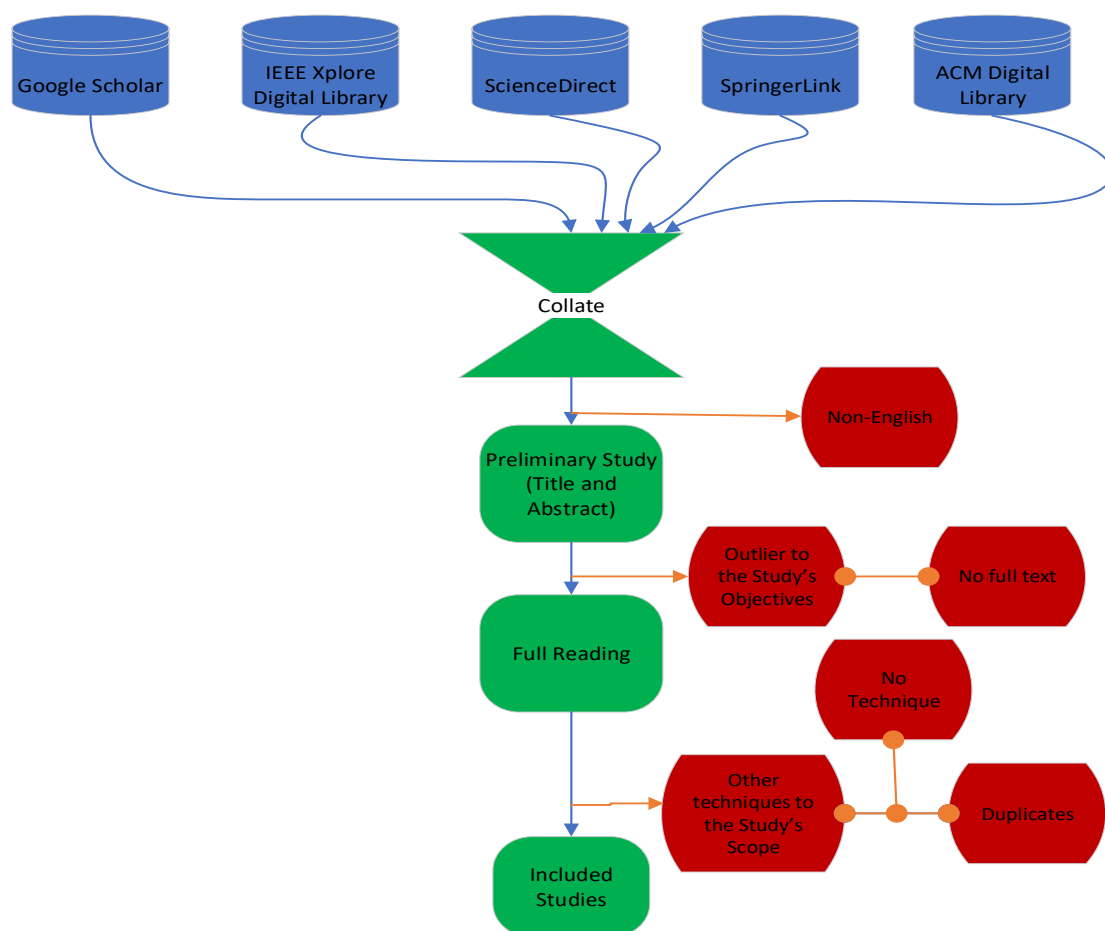 Google Scholar
IEEE Xplore
Digital Library
ScienceDirect
SpringerLink
ACM Digital
Library
Collate
Non-English
Preliminary Study
(Title and
Abstract)
Outlier to
the Study's
Objectives
No full text
Full Reading
No
Technique
Other
techniques to
the Study's
Scope
Duplicates
Included
Studies